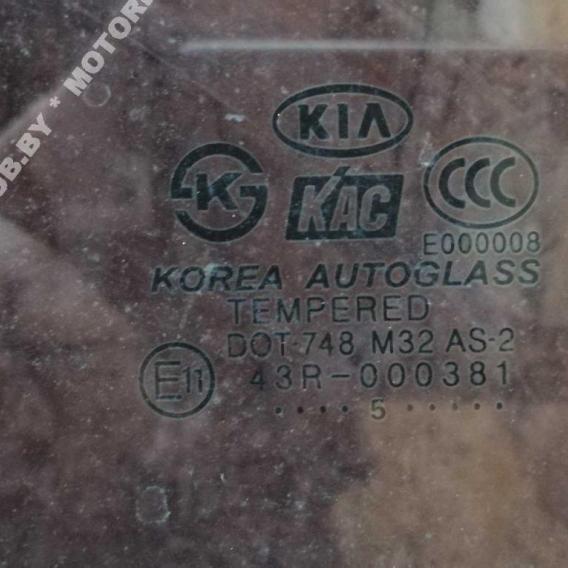 KIA
K
KAC
CCC
E000008
KOREA AUTOGLASS
TEMPERED
DOT-748 M32 AS-2
E11
43R-000381
.... 5 .....